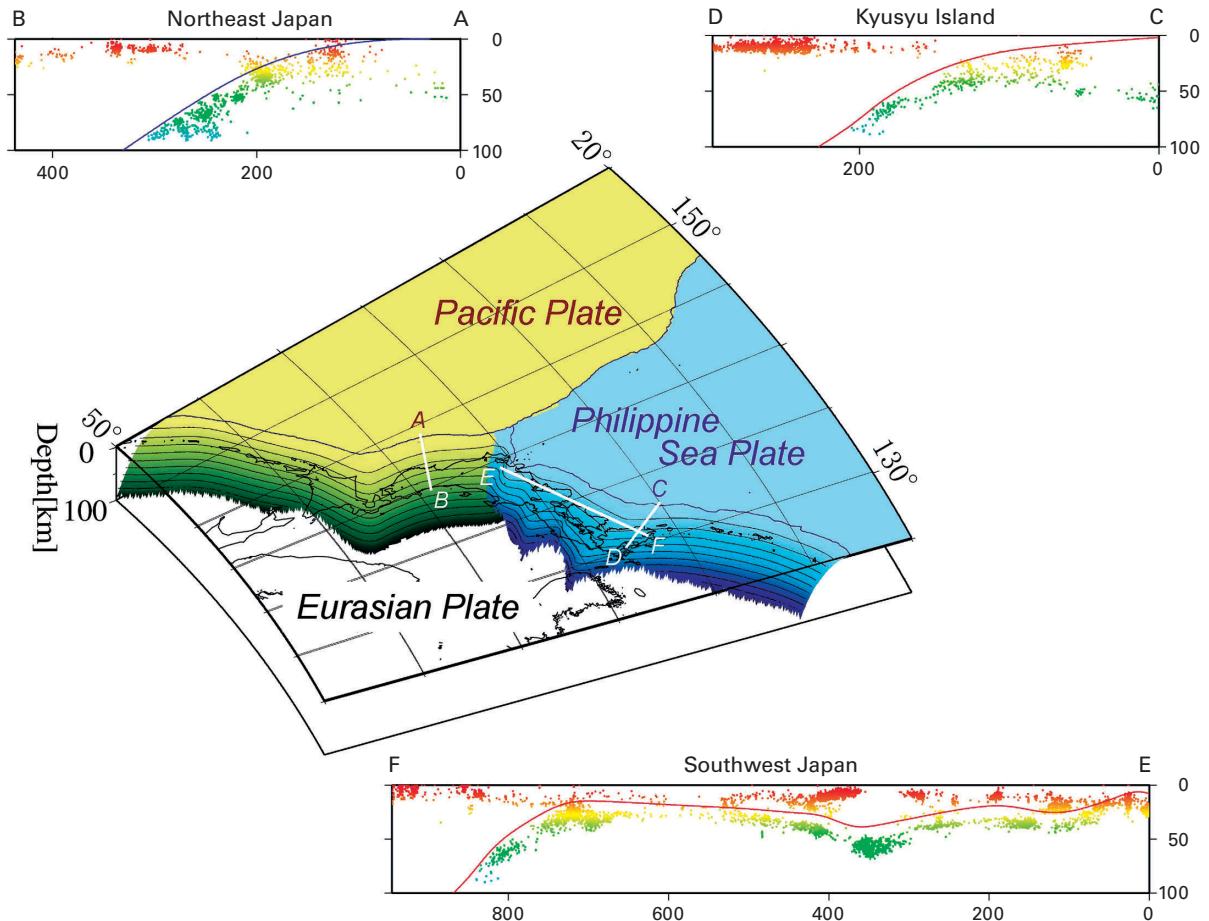 B Northeast Japan A
0
50
100
400 200 0
D Kyusyu Island C
0
50
100
200 0
20°
150°
Pacific Plate
Philippine
Sea Plate
130°
50°
Depth[km]
0
100
A
B
E
C
D
F
Eurasian Plate
F Southwest Japan E
0
50
100
800 600 400 200 0